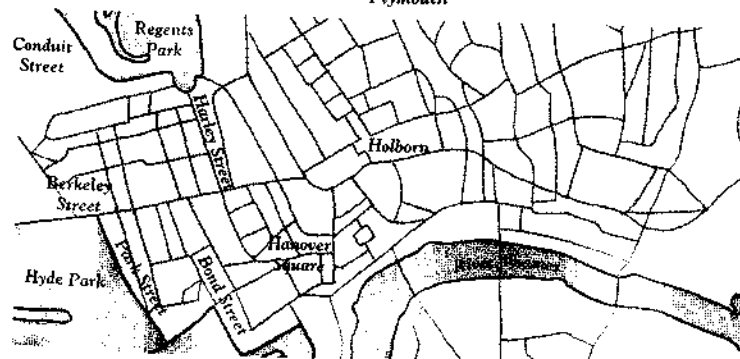 Plymouth
Regents
Park
Conduit
Street
Harley Street
Holborn
Berkeley
Street
Hanover
Square
Park Street
Bond Street
Hyde Park